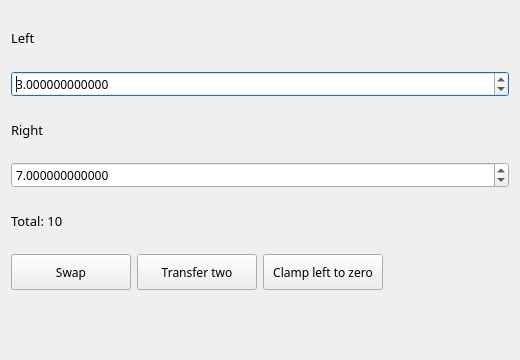 Left
3.000000000000
Right
7.000000000000
Total: 10
Swap
Transfer two
Clamp left to zero